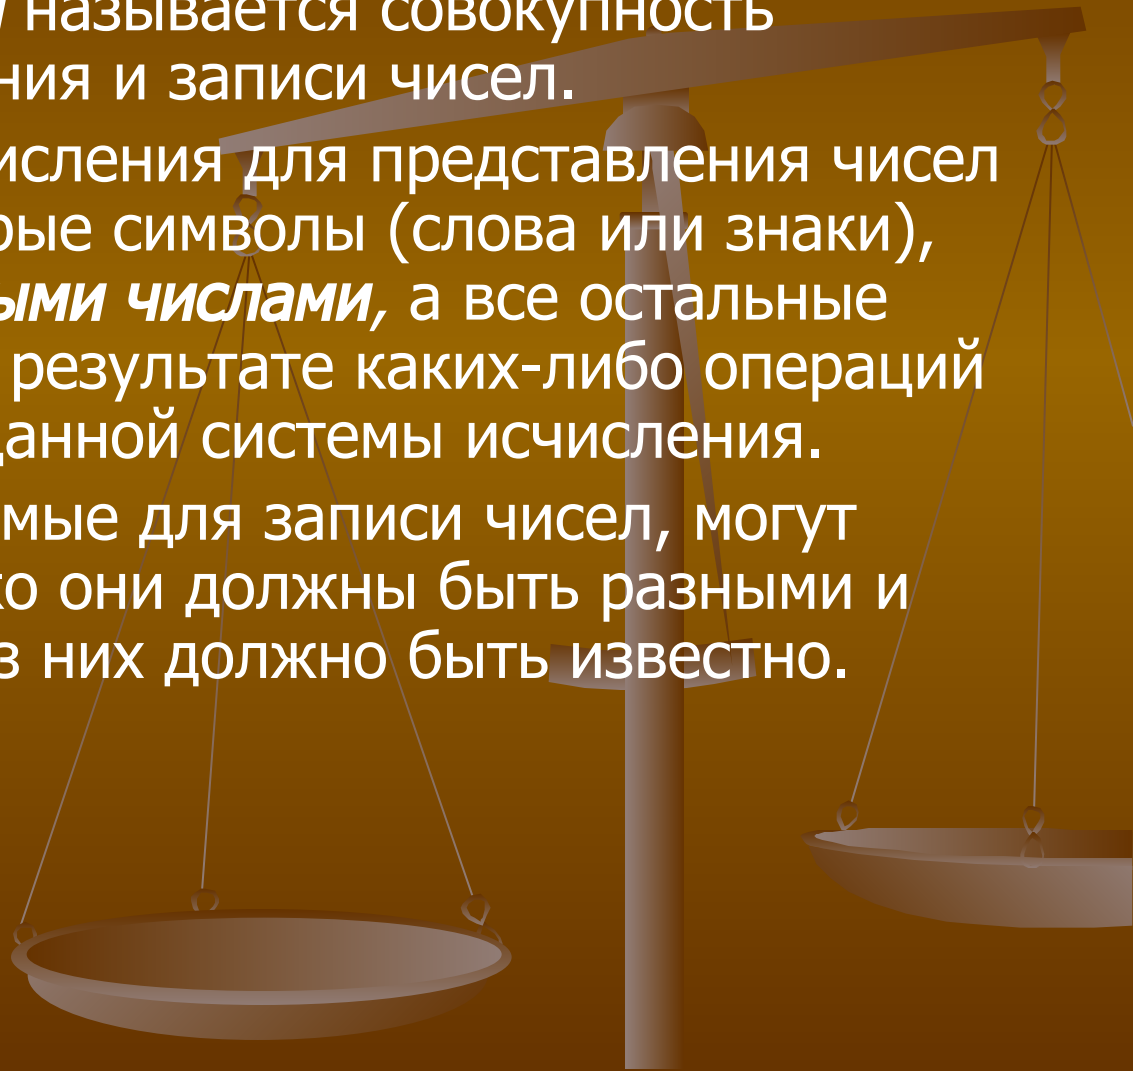 называется совокупность
ния и записи чисел.
исления для представления чисел
рые символы (слова или знаки),
ыми числами, а все остальные
результате каких-либо операций
данной системы исчисления.
мые для записи чисел, могут
ко они должны быть разными и
з них должно быть известно.